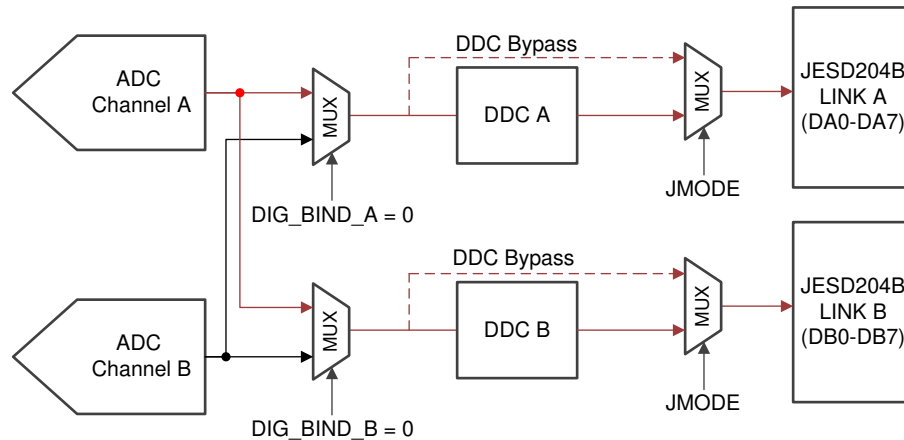 ADC
Channel A
MUX
DDC Bypass
DDC A
MUX
JESD204B
LINK A
(DA0-DA7)
JMODE
DIG_BIND_A = 0
ADC
Channel B
MUX
DDC Bypass
DDC B
MUX
JESD204B
LINK B
(DB0-DB7)
JMODE
DIG_BIND_B = 0